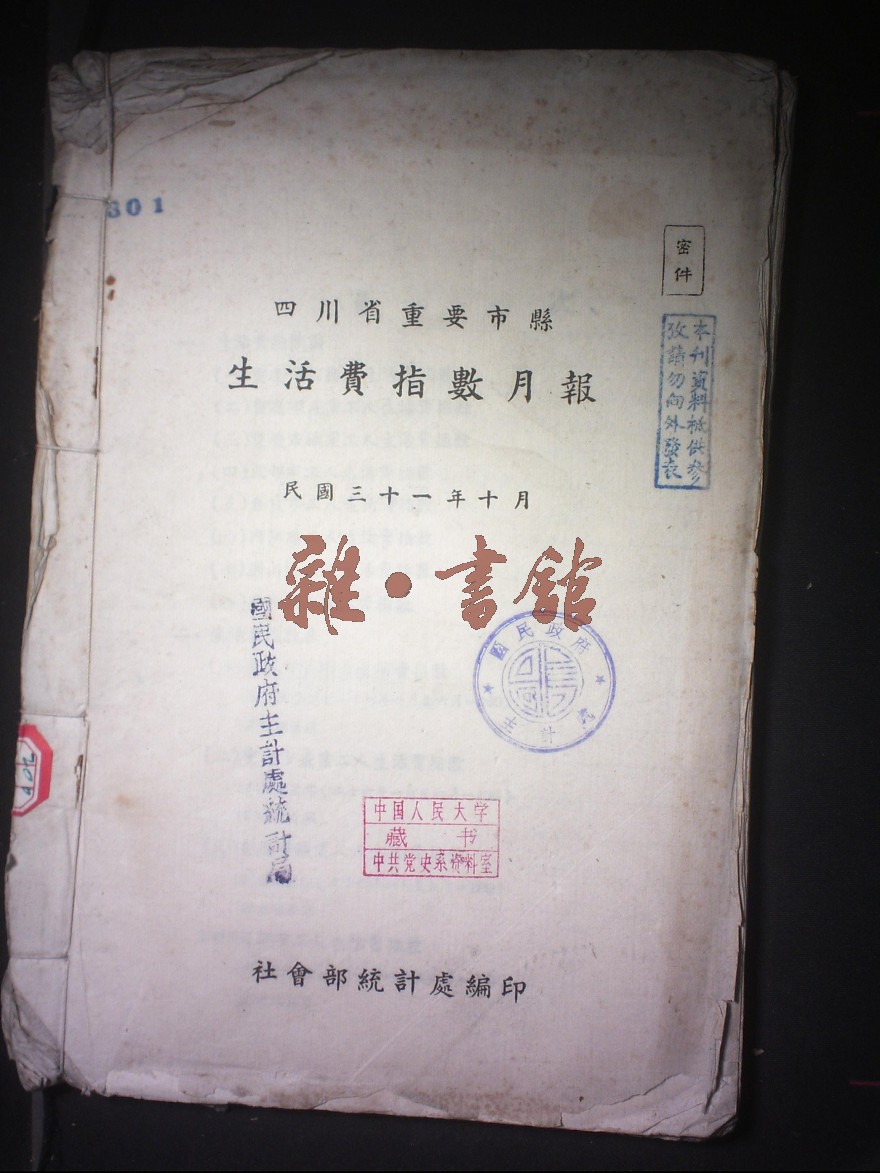 301
密件
本刊資料祇供參
攷請勿向外發表
四川省重要市縣
生活費指數月報
民國三十一年十月
雜·書館
國民政府主計處統計局
國民政府
主計處
中国人民大学
藏书
中共党史系资料室
社會部統計處編印